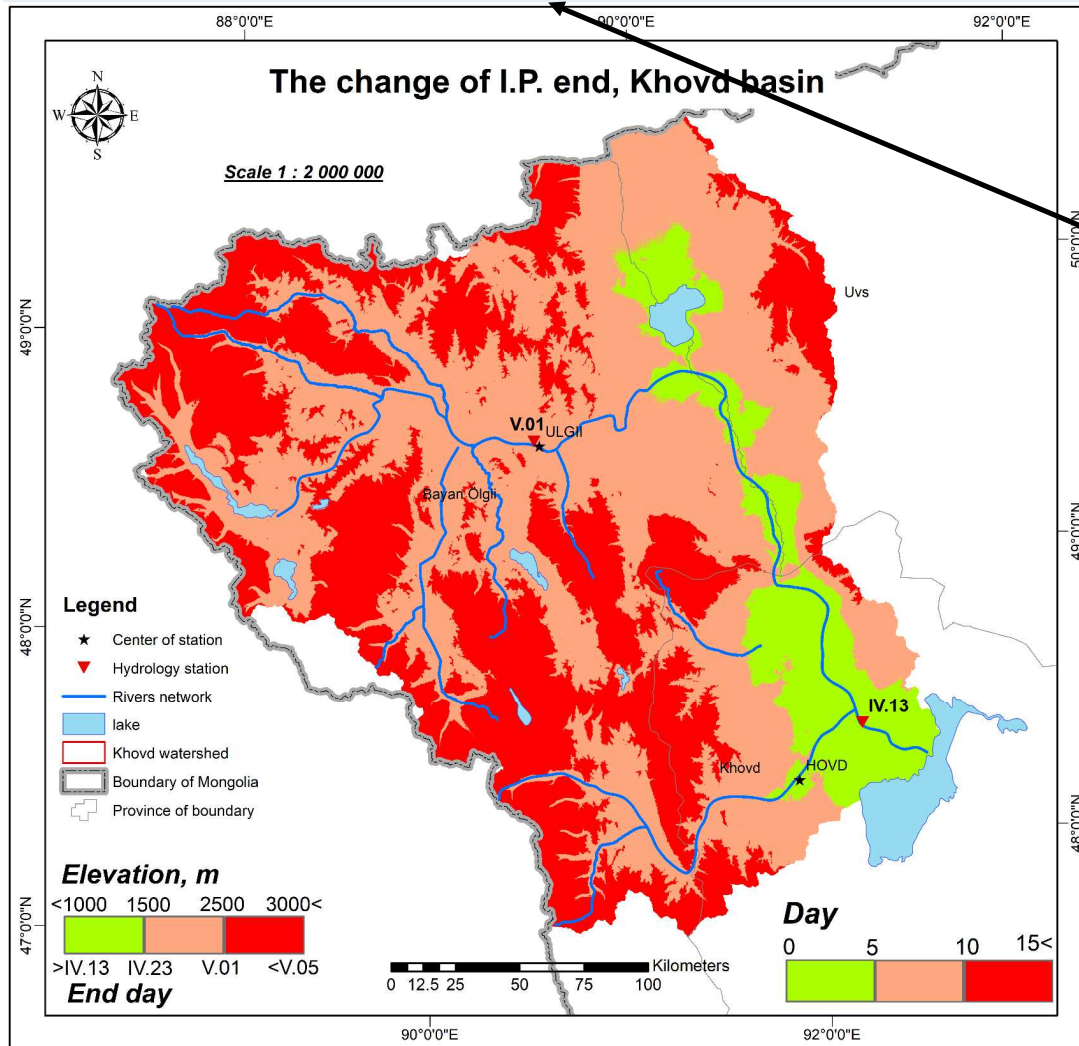 88°0'0"E
90°0'0"E
92°0'0"E
The change of I.P. end, Khovd basin
N
W
E
S
Scale 1 : 2 000 000
50°0'0"N
49°0'0"N
Uvs
V.01
ULGII
Bayan Ölgii
49°0'0"N
48°0'0"N
Legend
Center of station
Hydrology station
Rivers network
lake
Khovd watershed
Boundary of Mongolia
Province of boundary
IV.13
Khovd
HOVD
48°0'0"N
47°0'0"N
Elevation, m
<1000 1500 2500 3000<
>IV.13 IV.23 V.01 <V.05
End day
Kilometers
0 12.5 25 50 75 100
Day
0 5 10 15<
90°0'0"E
92°0'0"E